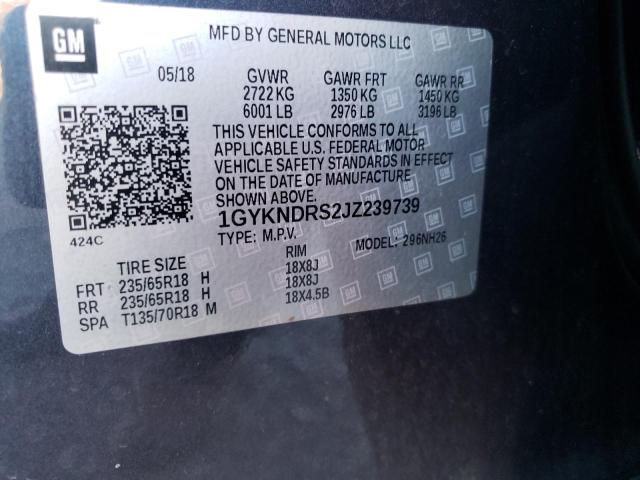 GM
MFD BY GENERAL MOTORS LLC
05/18 GVWR GAWR FRT GAWR RR
2722 KG 1350 KG 1450 KG
6001 LB 2976 LB 3196 LB
THIS VEHICLE CONFORMS TO ALL
APPLICABLE U.S. FEDERAL MOTOR
VEHICLE SAFETY STANDARDS IN EFFECT
ON THE DATE OF MANUFACTURE
SHOWN ABOVE.
1GYKNDRS2JZ239739
424C
TYPE: M.P.V. MODEL: 296NH26
TIRE SIZE RIM
FRT 235/65R18 H 18X8J
RR 235/65R18 H 18X8J
SPA T135/70R18 M 18X4.5B